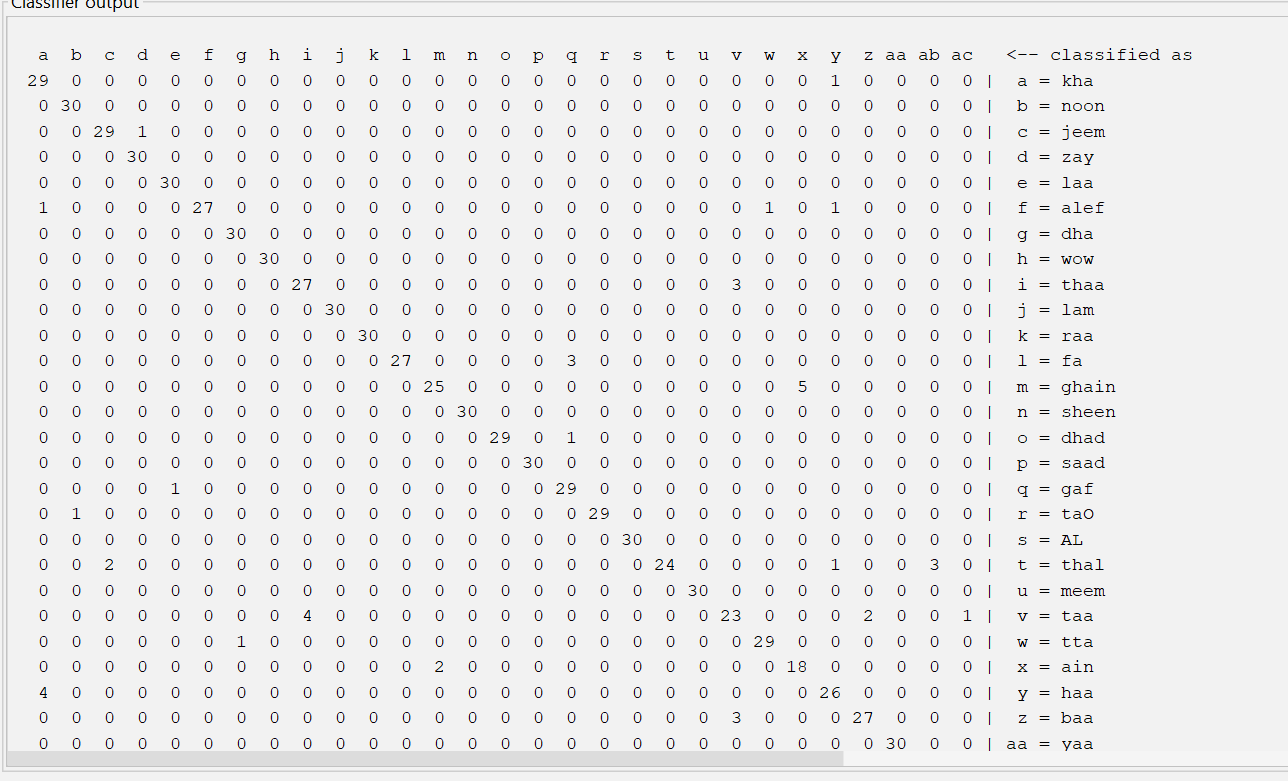 Classifier output
a b c d e f g h i j k l m n o p q r s t u v w x y z aa ab ac <-- classified as
29 0 0 0 0 0 0 0 0 0 0 0 0 0 0 0 0 0 0 0 0 0 0 0 1 0 0 0 0 | a = kha
0 30 0 0 0 0 0 0 0 0 0 0 0 0 0 0 0 0 0 0 0 0 0 0 0 0 0 0 0 | b = noon
0 0 29 1 0 0 0 0 0 0 0 0 0 0 0 0 0 0 0 0 0 0 0 0 0 0 0 0 0 | c = jeem
0 0 0 30 0 0 0 0 0 0 0 0 0 0 0 0 0 0 0 0 0 0 0 0 0 0 0 0 0 | d = zay
0 0 0 0 30 0 0 0 0 0 0 0 0 0 0 0 0 0 0 0 0 0 0 0 0 0 0 0 0 | e = laa
1 0 0 0 0 27 0 0 0 0 0 0 0 0 0 0 0 0 0 0 0 0 1 0 1 0 0 0 0 | f = alef
0 0 0 0 0 0 30 0 0 0 0 0 0 0 0 0 0 0 0 0 0 0 0 0 0 0 0 0 0 | g = dha
0 0 0 0 0 0 0 30 0 0 0 0 0 0 0 0 0 0 0 0 0 0 0 0 0 0 0 0 0 | h = wow
0 0 0 0 0 0 0 0 27 0 0 0 0 0 0 0 0 0 0 0 0 3 0 0 0 0 0 0 0 | i = thaa
0 0 0 0 0 0 0 0 0 30 0 0 0 0 0 0 0 0 0 0 0 0 0 0 0 0 0 0 0 | j = lam
0 0 0 0 0 0 0 0 0 0 30 0 0 0 0 0 0 0 0 0 0 0 0 0 0 0 0 0 0 | k = raa
0 0 0 0 0 0 0 0 0 0 0 27 0 0 0 0 3 0 0 0 0 0 0 0 0 0 0 0 0 | l = fa
0 0 0 0 0 0 0 0 0 0 0 0 25 0 0 0 0 0 0 0 0 0 0 5 0 0 0 0 0 | m = ghain
0 0 0 0 0 0 0 0 0 0 0 0 0 30 0 0 0 0 0 0 0 0 0 0 0 0 0 0 0 | n = sheen
0 0 0 0 0 0 0 0 0 0 0 0 0 0 29 0 1 0 0 0 0 0 0 0 0 0 0 0 0 | o = dhad
0 0 0 0 0 0 0 0 0 0 0 0 0 0 0 30 0 0 0 0 0 0 0 0 0 0 0 0 0 | p = saad
0 0 0 0 1 0 0 0 0 0 0 0 0 0 0 0 29 0 0 0 0 0 0 0 0 0 0 0 0 | q = gaf
0 1 0 0 0 0 0 0 0 0 0 0 0 0 0 0 0 29 0 0 0 0 0 0 0 0 0 0 0 | r = taO
0 0 0 0 0 0 0 0 0 0 0 0 0 0 0 0 0 0 30 0 0 0 0 0 0 0 0 0 0 | s = AL
0 0 2 0 0 0 0 0 0 0 0 0 0 0 0 0 0 0 0 24 0 0 0 0 1 0 0 3 0 | t = thal
0 0 0 0 0 0 0 0 0 0 0 0 0 0 0 0 0 0 0 0 30 0 0 0 0 0 0 0 0 | u = meem
0 0 0 0 0 0 0 0 4 0 0 0 0 0 0 0 0 0 0 0 0 23 0 0 0 2 0 0 1 | v = taa
0 0 0 0 0 0 1 0 0 0 0 0 0 0 0 0 0 0 0 0 0 0 29 0 0 0 0 0 0 | w = tta
0 0 0 0 0 0 0 0 0 0 0 0 2 0 0 0 0 0 0 0 0 0 0 18 0 0 0 0 0 | x = ain
4 0 0 0 0 0 0 0 0 0 0 0 0 0 0 0 0 0 0 0 0 0 0 0 26 0 0 0 0 | y = haa
0 0 0 0 0 0 0 0 0 0 0 0 0 0 0 0 0 0 0 0 0 3 0 0 0 27 0 0 0 | z = baa
0 0 0 0 0 0 0 0 0 0 0 0 0 0 0 0 0 0 0 0 0 0 0 0 0 0 30 0 0 | aa = yaa